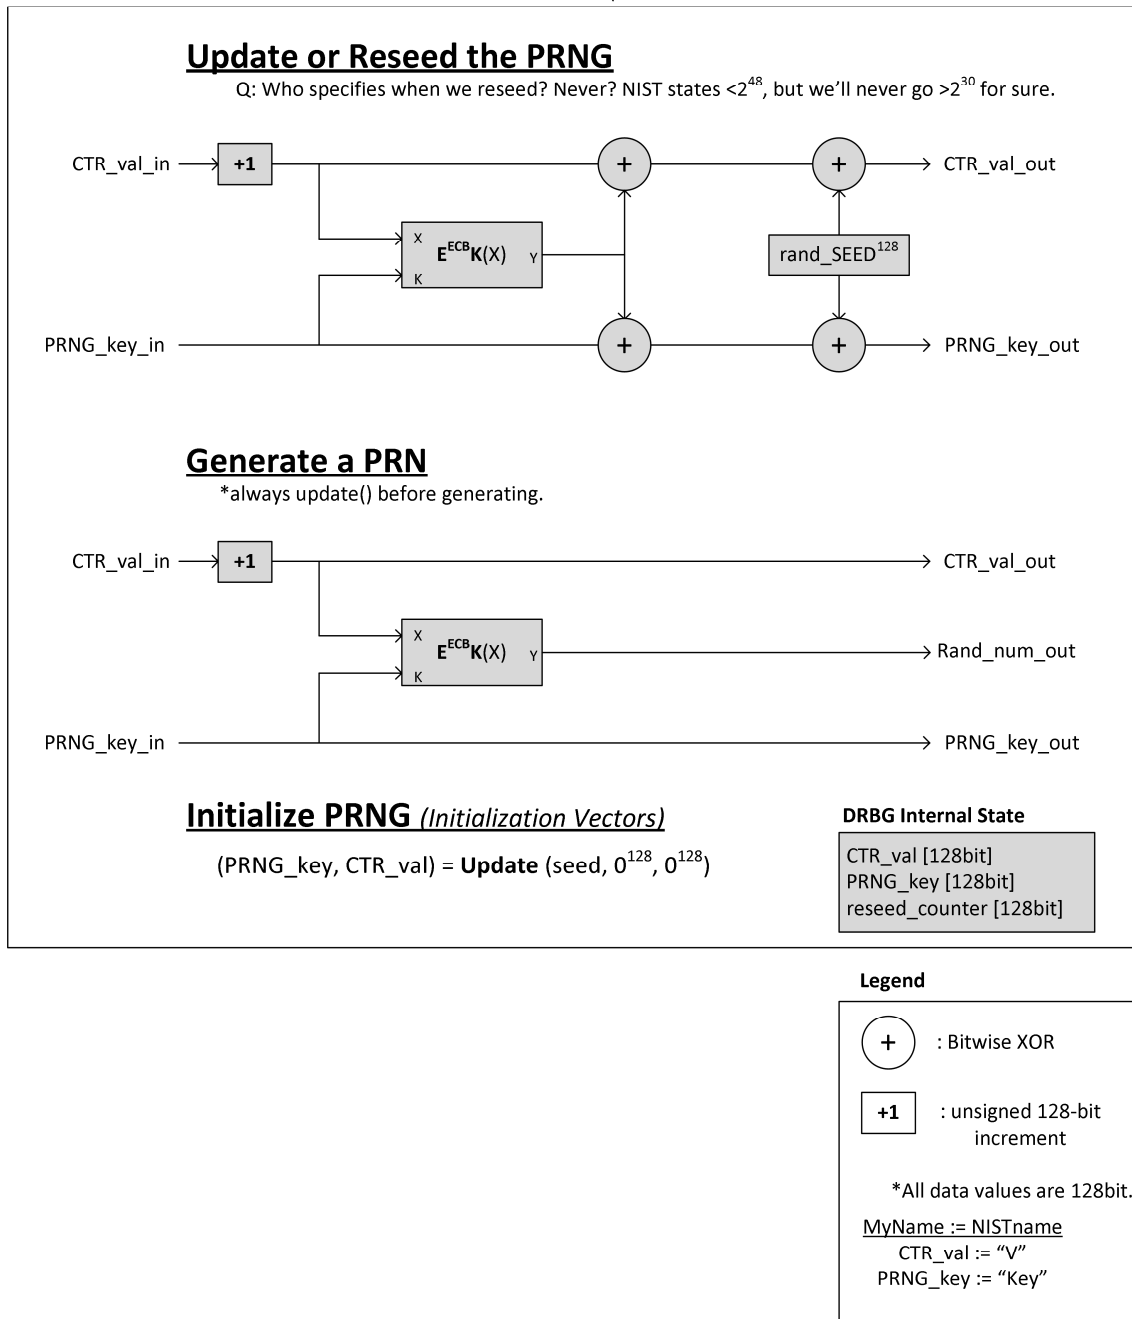 Update or Reseed the PRNG
Q: Who specifies when we reseed? Never? NIST states <2^48, but we'll never go >2^30 for sure.
CTR_val_in
+1
+
+
CTR_val_out
X
E^ECB K(X)
Y
K
rand_SEED^128
PRNG_key_in
+
+
PRNG_key_out
Generate a PRN
*always update() before generating.
CTR_val_in
+1
CTR_val_out
X
E^ECB K(X)
Y
K
Rand_num_out
PRNG_key_in
PRNG_key_out
Initialize PRNG (Initialization Vectors)
(PRNG_key, CTR_val) = Update (seed, 0^128, 0^128)
DRBG Internal State
CTR_val [128bit]
PRNG_key [128bit]
reseed_counter [128bit]
Legend
+ : Bitwise XOR
+1 : unsigned 128-bit
increment
*All data values are 128bit.
MyName := NISTname
CTR_val := “V”
PRNG_key := “Key”